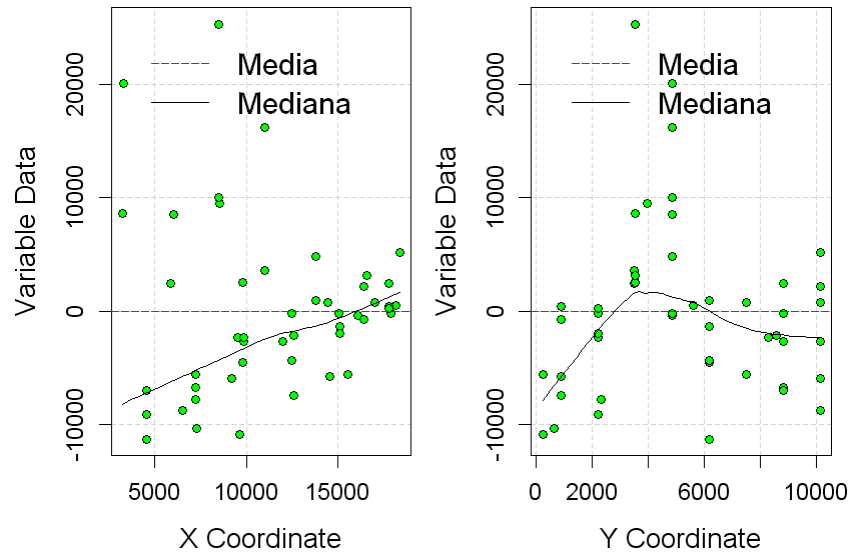 Media
Mediana
Variable Data
20000
10000
0
-10000
5000
10000
15000
X Coordinate
Media
Mediana
Variable Data
20000
10000
0
-10000
0
2000
6000
10000
Y Coordinate